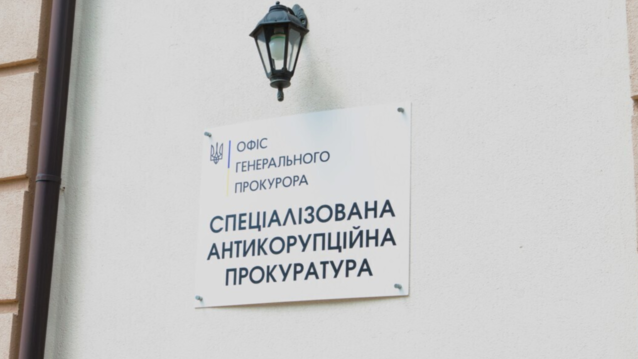 ОФІС
ГЕНЕРАЛЬНОГО
ПРОКУРОРА
СПЕЦІАЛІЗОВАНА
АНТИКОРУПЦІЙНА
ПРОКУРАТУРА